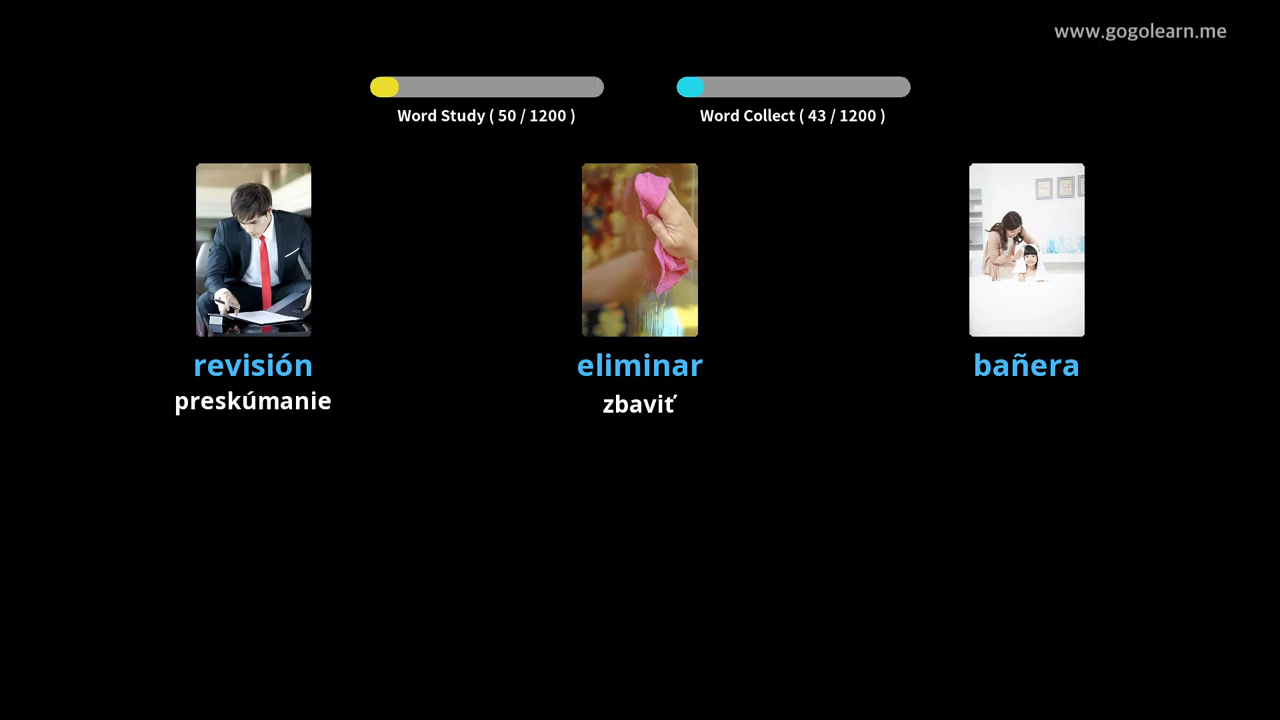 www.gogolearn.me
Word Study ( 50 / 1200 )
Word Collect ( 43 / 1200 )
revisión
preskúmanie
eliminar
zbaviť
bañera